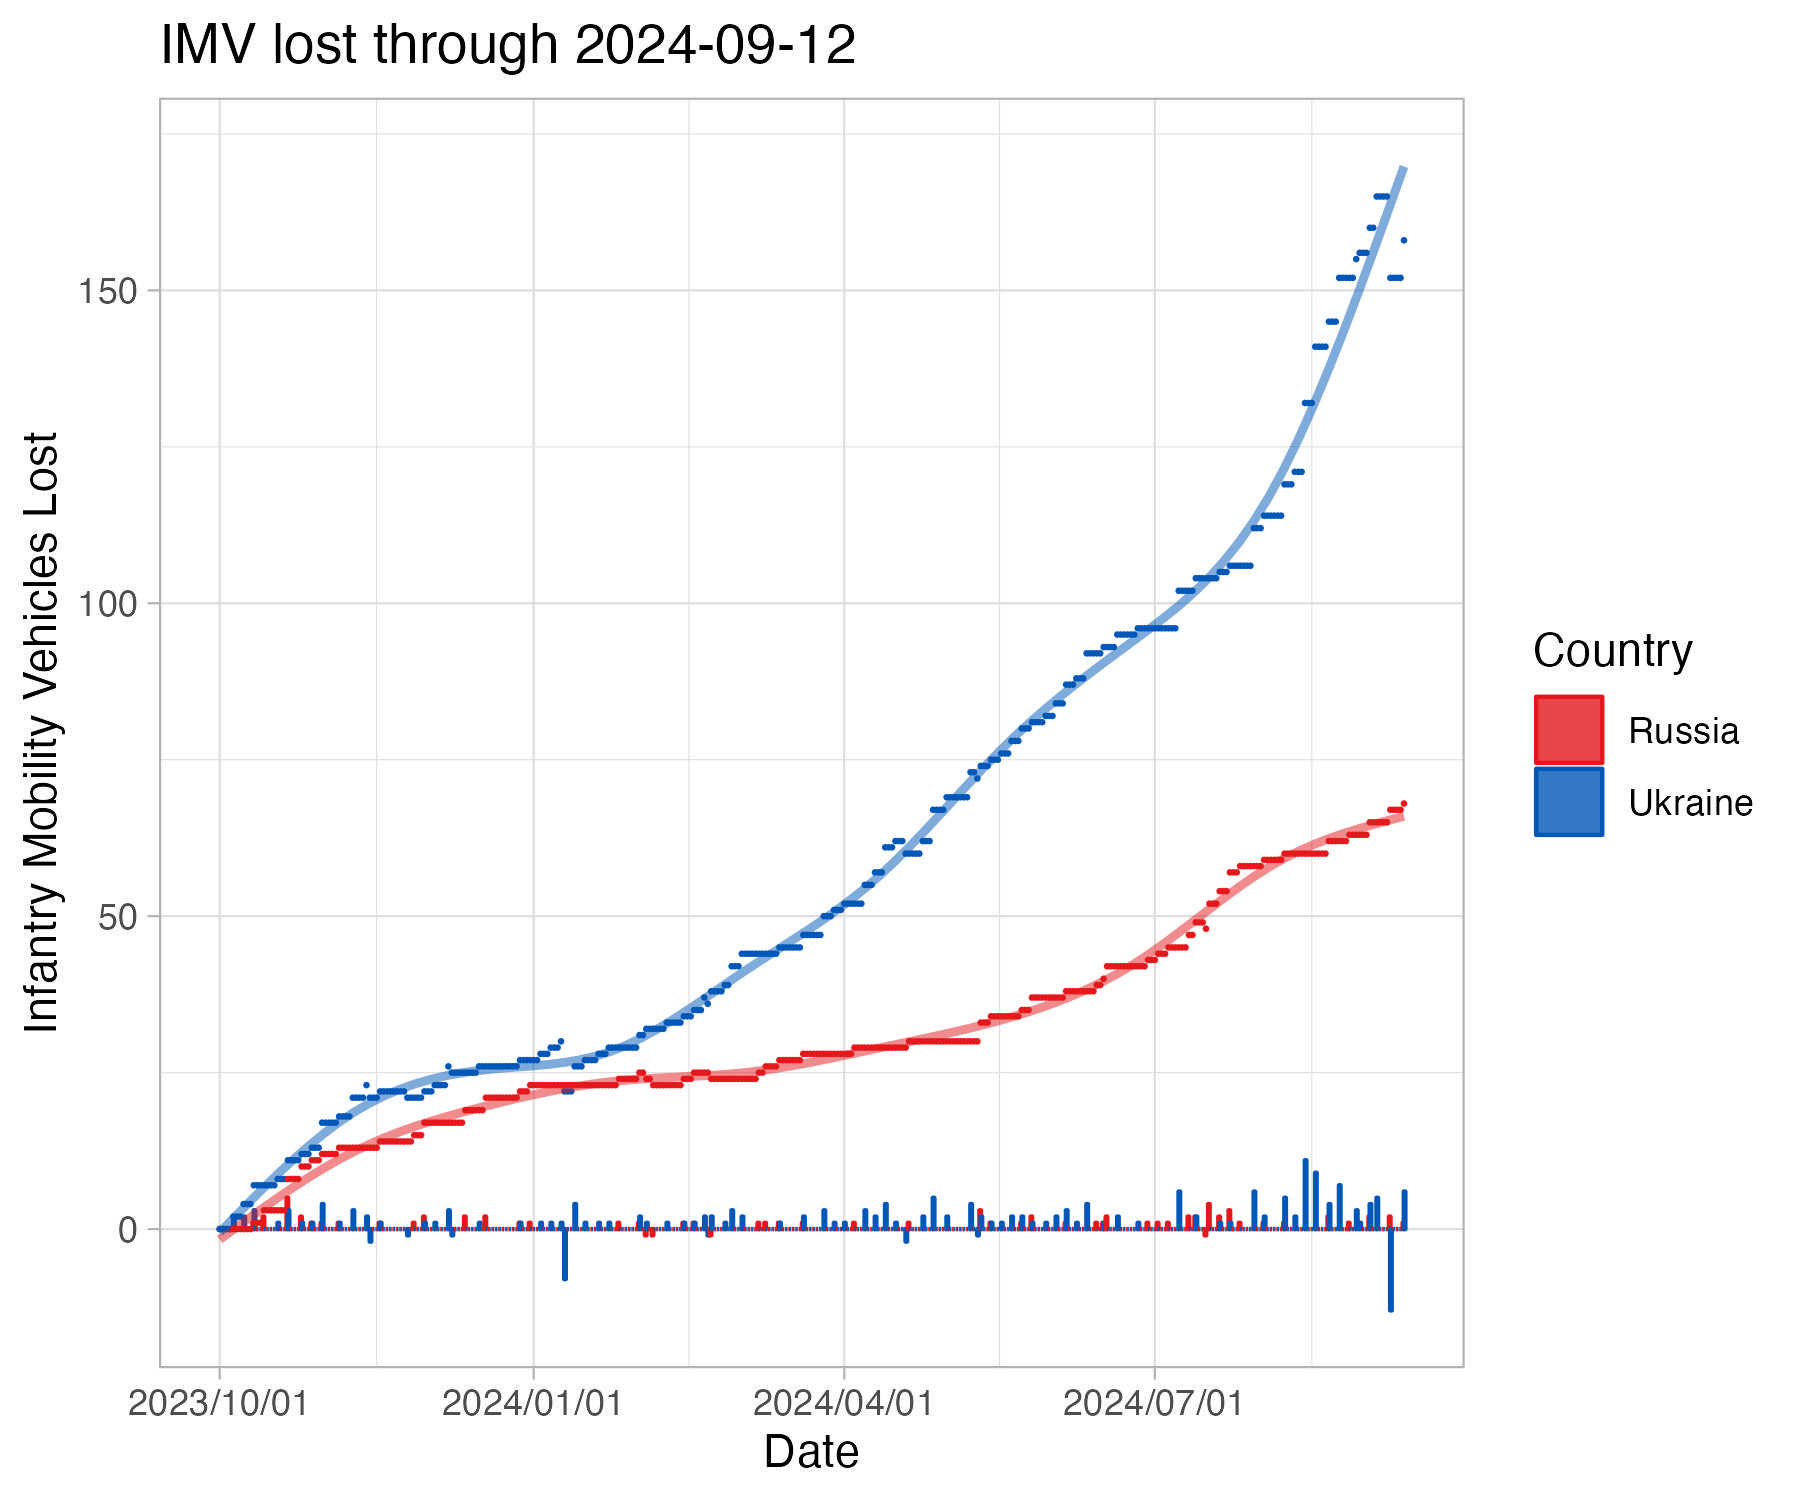 IMV lost through 2024-09-12
Infantry Mobility Vehicles Lost
150
100
50
0
2023/10/01
2024/01/01
2024/04/01
2024/07/01
Date
Country
Russia
Ukraine